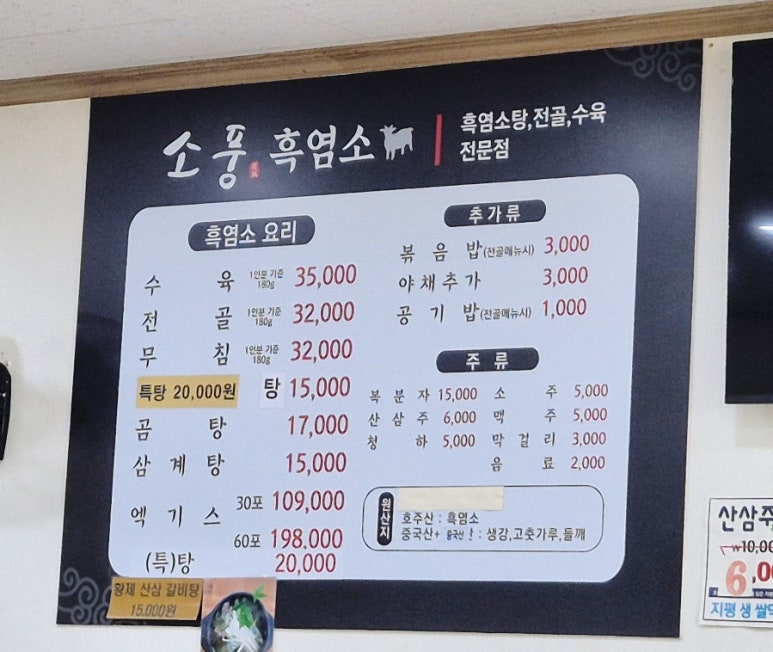 소풍 흑염소
흑염소탕,전골,수육
전문점
흑염소 요리
수육 1인분 기준 180g 35,000
전골 1인분 기준 180g 32,000
무침 1인분 기준 180g 32,000
특탕 20,000원 탕 15,000
곰탕 17,000
삼계탕 15,000
엑기스 30포 109,000
60포 198,000
(특)탕 20,000
황제 산삼 갈비탕
15,000원
추가류
볶음밥(전골메뉴시) 3,000
야채추가 3,000
공기밥(전골메뉴시) 1,000
주류
복분자 15,000 소주 5,000
산삼주 6,000 맥주 5,000
청하 5,000 막걸리 3,000
음료 2,000
원산지
호주산 : 흑염소
중국산+ : 생강,고춧가루,들깨
산삼주
지평 생 쌀막